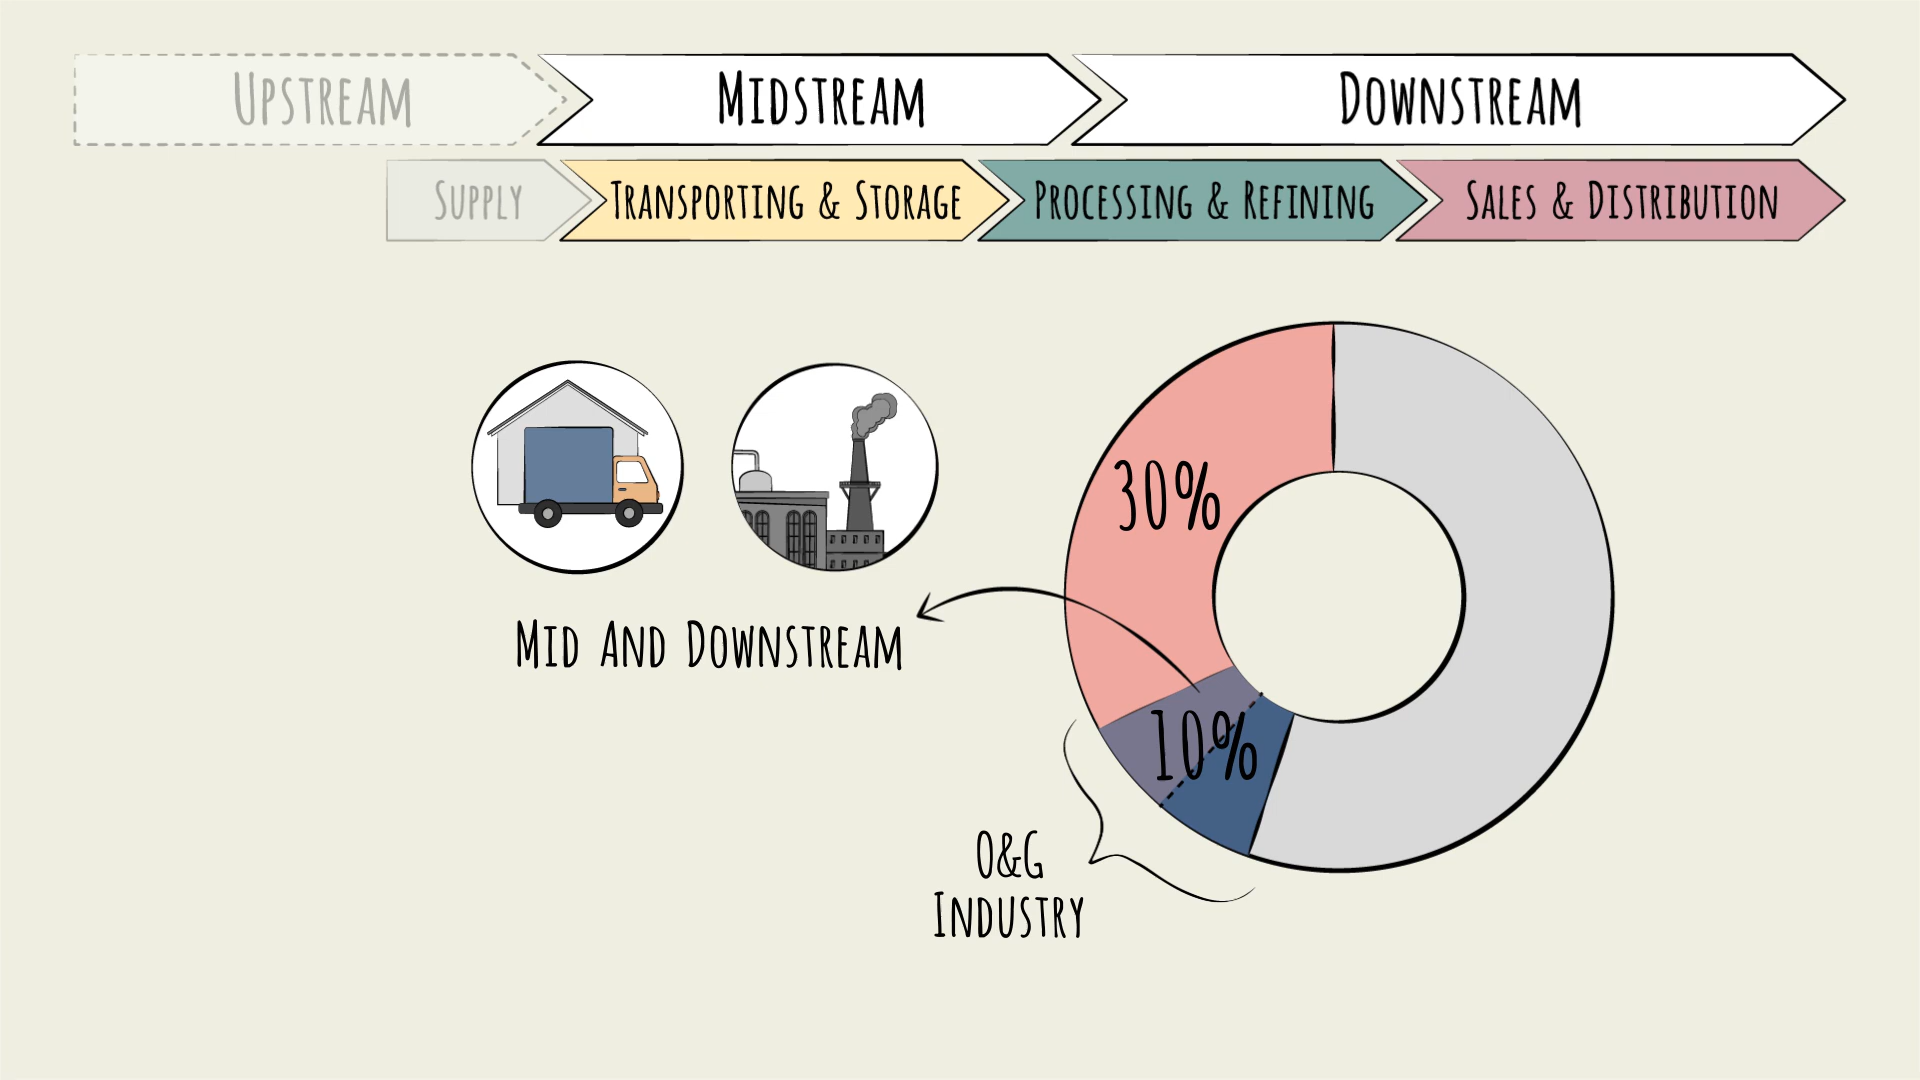 Upstream
Midstream
Downstream
Supply
Transporting & Storage
Processing & Refining
Sales & Distribution
30%
Mid And Downstream
10%
O&G
Industry